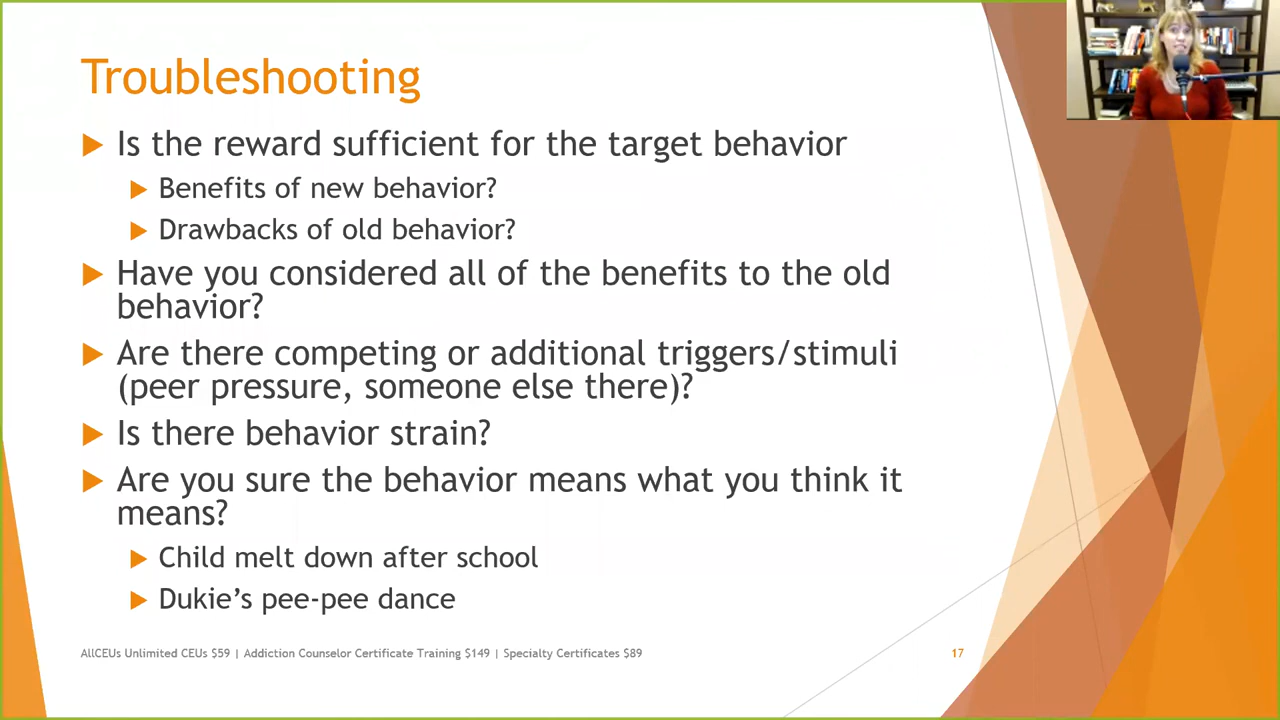 Troubleshooting
Is the reward sufficient for the target behavior
Benefits of new behavior?
Drawbacks of old behavior?
Have you considered all of the benefits to the old
behavior?
Are there competing or additional triggers/stimuli
(peer pressure, someone else there)?
Is there behavior strain?
Are you sure the behavior means what you think it
means?
Child melt down after school
Dukie's pee-pee dance
AllCEUs Unlimited CEUs $59 | Addiction Counselor Certificate Training $149 | Specialty Certificates $89
17